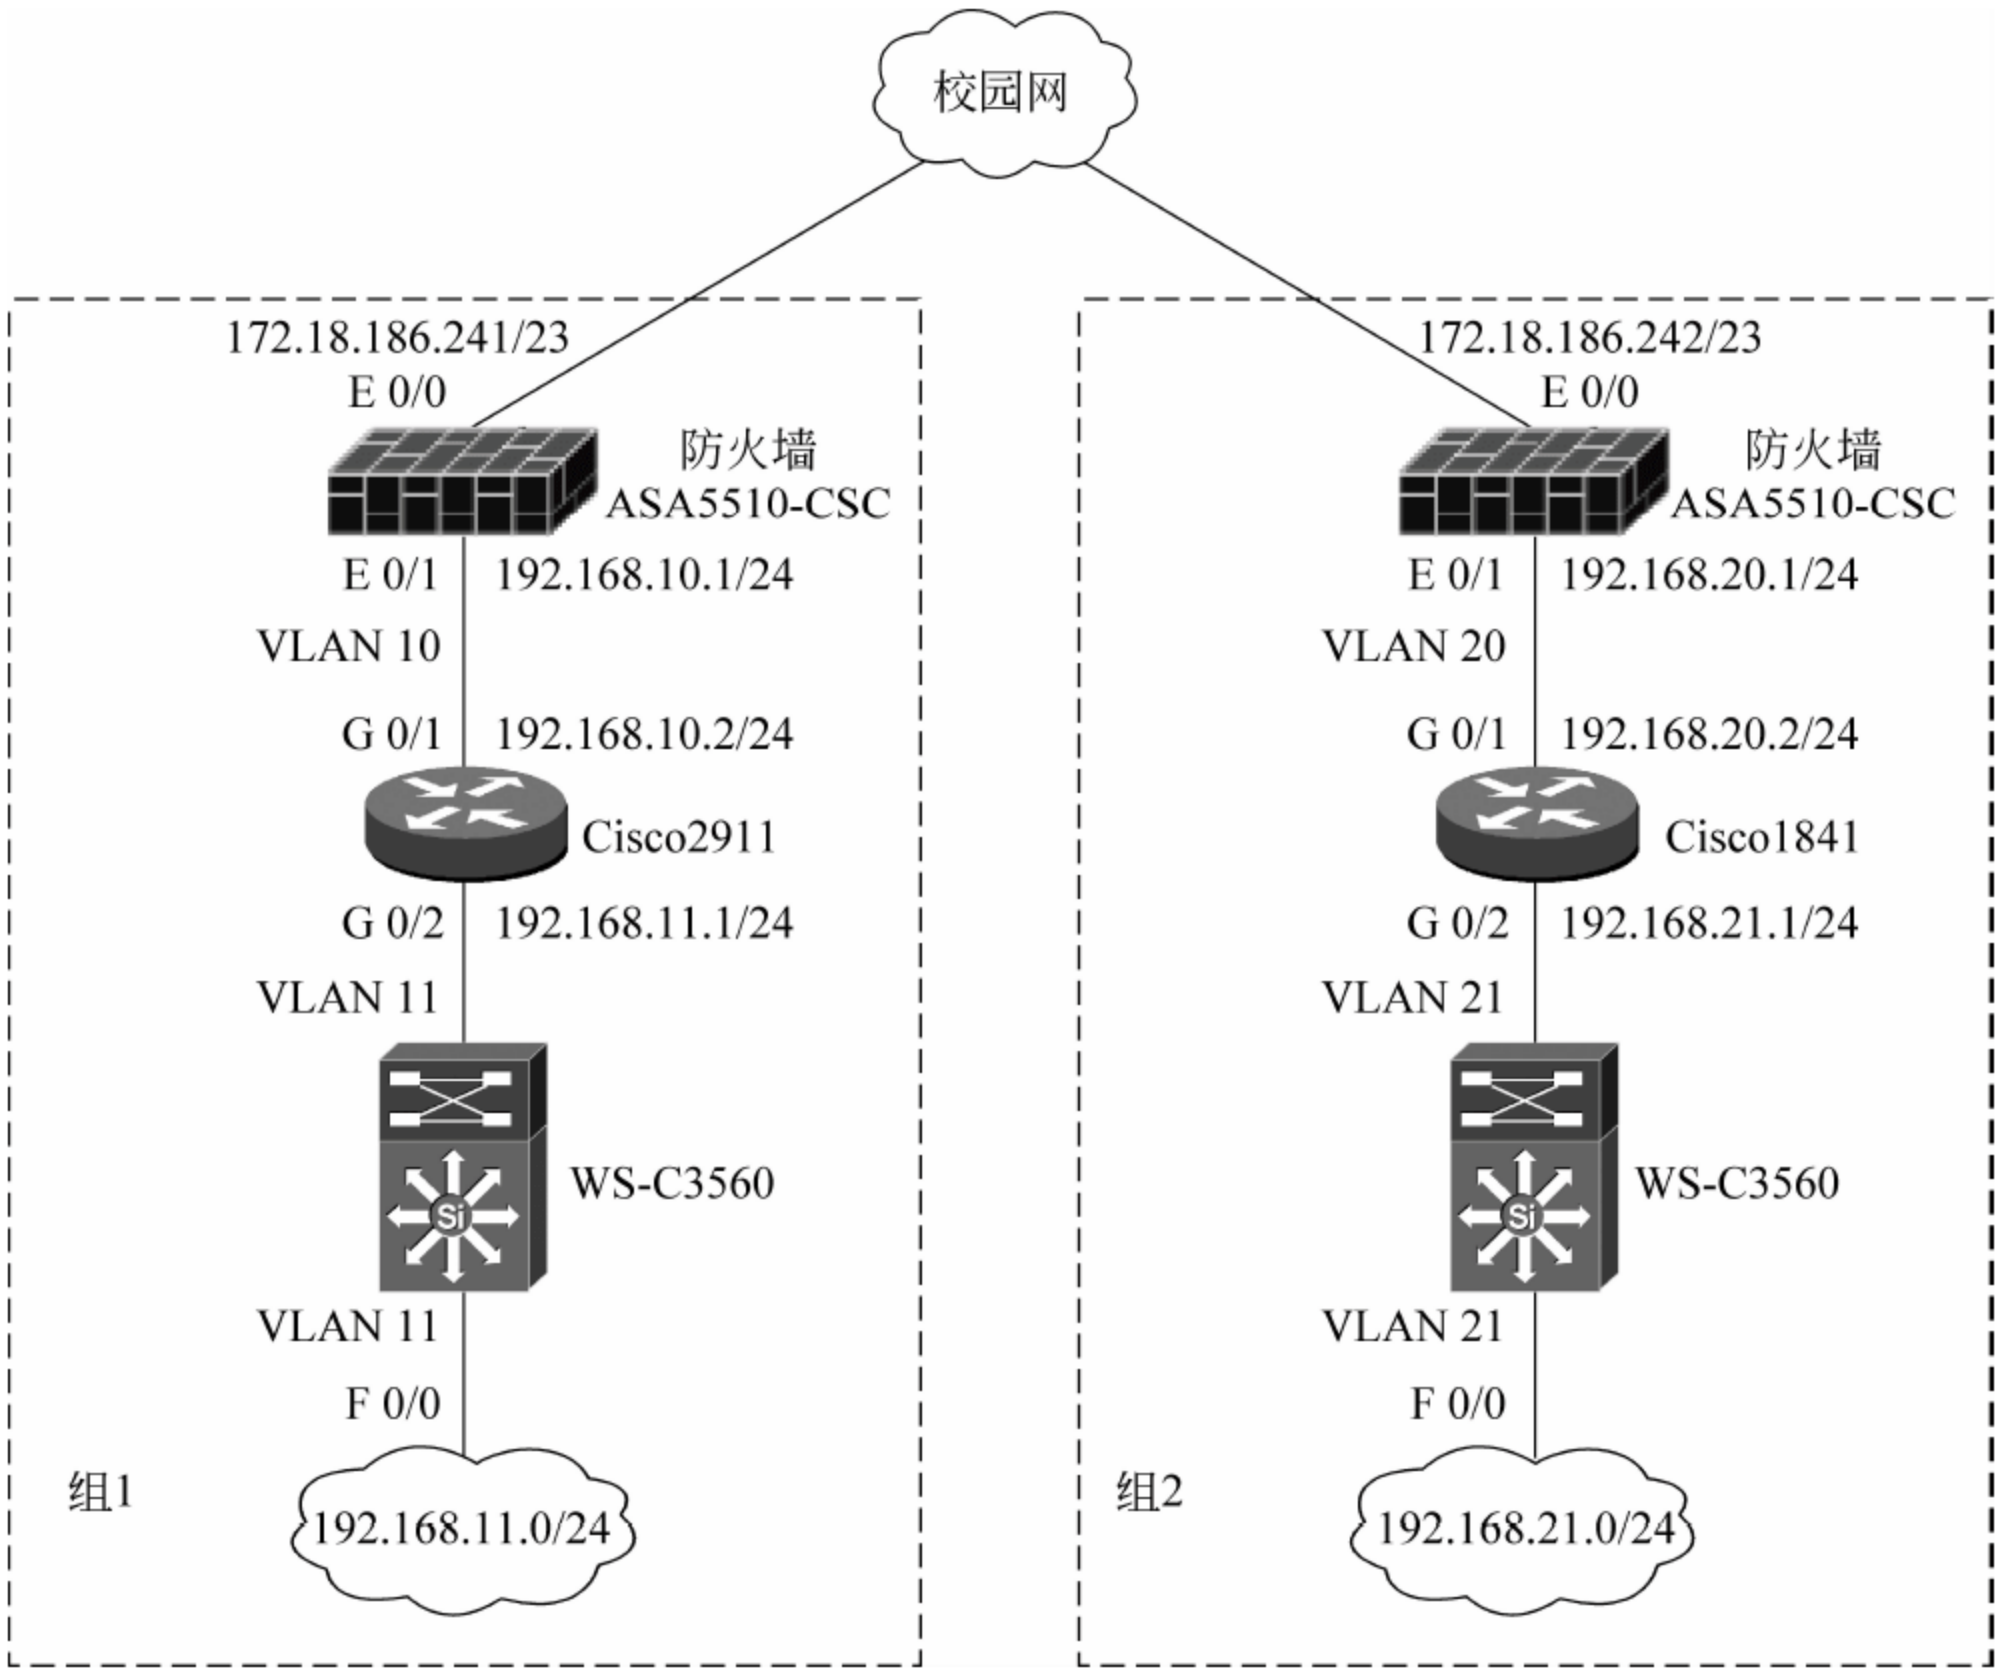 校园网
172.18.186.241/23
E 0/0
防火墙
ASA5510-CSC
E 0/1 192.168.10.1/24
VLAN 10
G 0/1 192.168.10.2/24
Cisco2911
G 0/2 192.168.11.1/24
VLAN 11
Si
WS-C3560
VLAN 11
F 0/0
组1
192.168.11.0/24
172.18.186.242/23
E 0/0
防火墙
ASA5510-CSC
E 0/1 192.168.20.1/24
VLAN 20
G 0/1 192.168.20.2/24
Cisco1841
G 0/2 192.168.21.1/24
VLAN 21
Si
WS-C3560
VLAN 21
F 0/0
组2
192.168.21.0/24